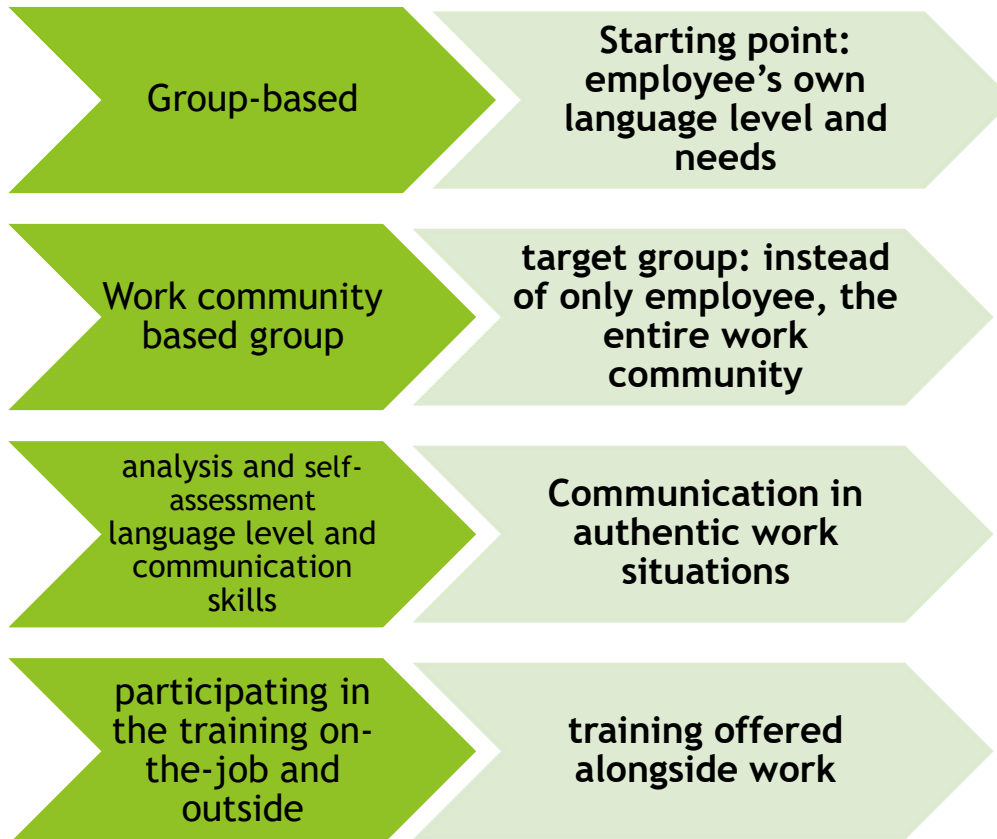 Group-based
Starting point:
employee’s own
language level and
needs
Work community
based group
target group: instead
of only employee, the
entire work
community
analysis and self-
assessment
language level and
communication
skills
Communication in
authentic work
situations
participating in
the training on-
the-job and
outside
training offered
alongside work